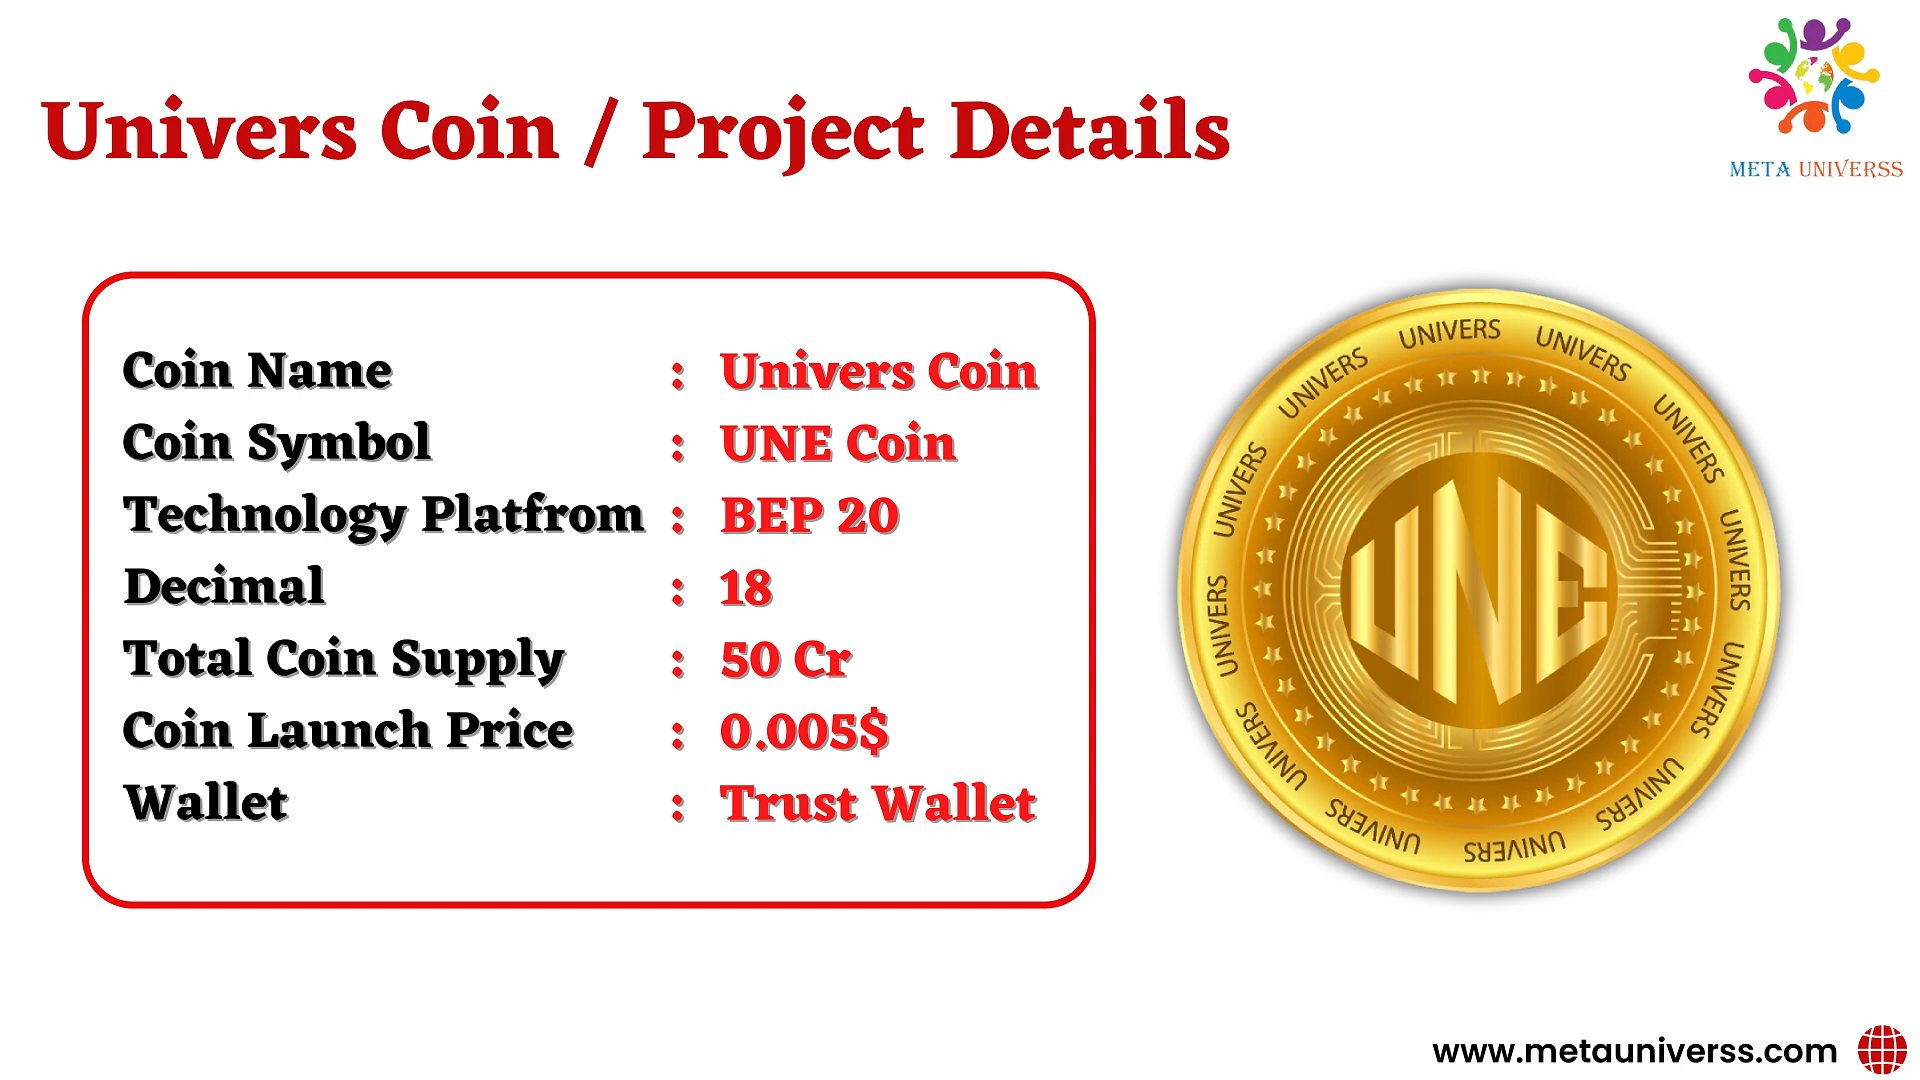 META UNIVERSS
Univers Coin / Project Details
Coin Name : Univers Coin
Coin Symbol : UNE Coin
Technology Platfrom : BEP 20
Decimal : 18
Total Coin Supply : 50 Cr
Coin Launch Price : 0.005$
Wallet : Trust Wallet
UNIVERS
UNIVERS
UNIVERS
UNIVERS
UNIVERS
UNIVERS
UNIVERS
UNIVERS
UNIVERS
UNIVERS
UNIVERS
UNIVERS
UNE
www.metauniverss.com